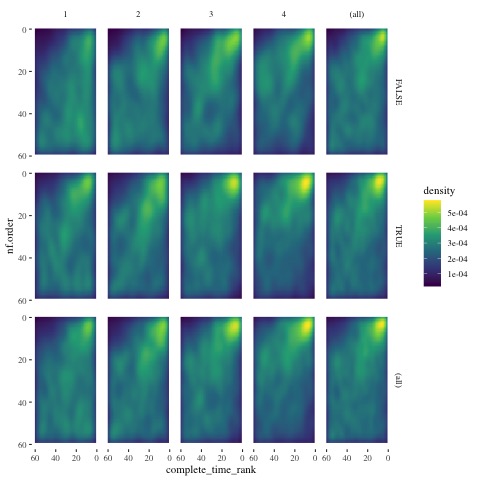 1 2 3 4 (all)
0
20
40
60
FALSE
0
20
40
60
TRUE
0
20
40
60
(all)
nf.order
60 40 20 0 60 40 20 0 60 40 20 0 60 40 20 0 60 40 20 0
complete_time_rank
density
5e-04
4e-04
3e-04
2e-04
1e-04